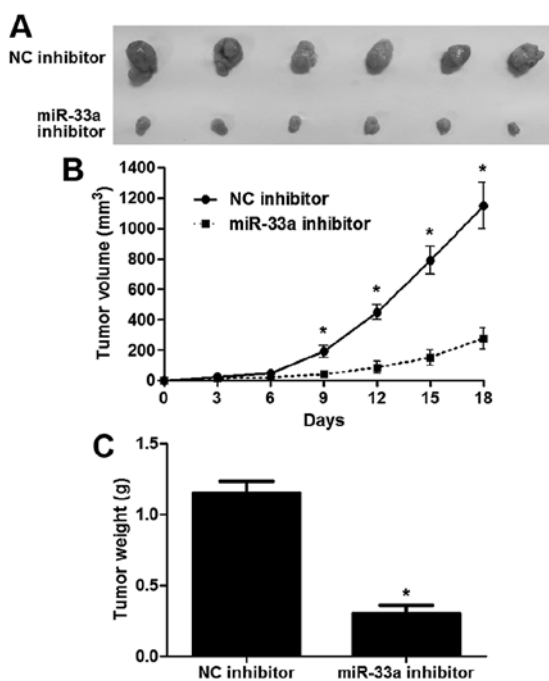 A
NC inhibitor
miR-33a
inhibitor
B
Tumor volume (mm³)
1400
1200
1000
800
600
400
200
0
NC inhibitor
miR-33a inhibitor
*
*
*
*
0 3 6 9 12 15 18
Days
C
Tumor weight (g)
1.5
1.0
0.5
0.0
*
NC inhibitor miR-33a inhibitor